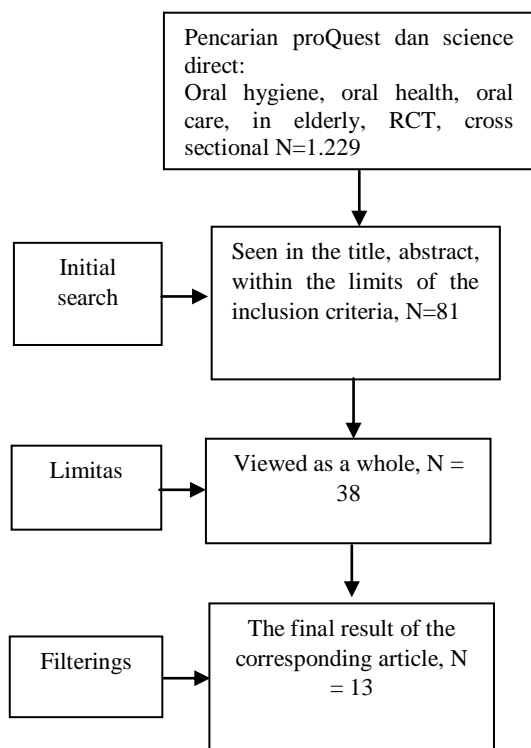 Pencarian proQuest dan science
direct:
Oral hygiene, oral health, oral
care, in elderly, RCT, cross
sectional N=1.229
Initial
search
Seen in the title, abstract,
within the limits of the
inclusion criteria, N=81
Limitas
Viewed as a whole, N =
38
Filterings
The final result of the
corresponding article, N
= 13